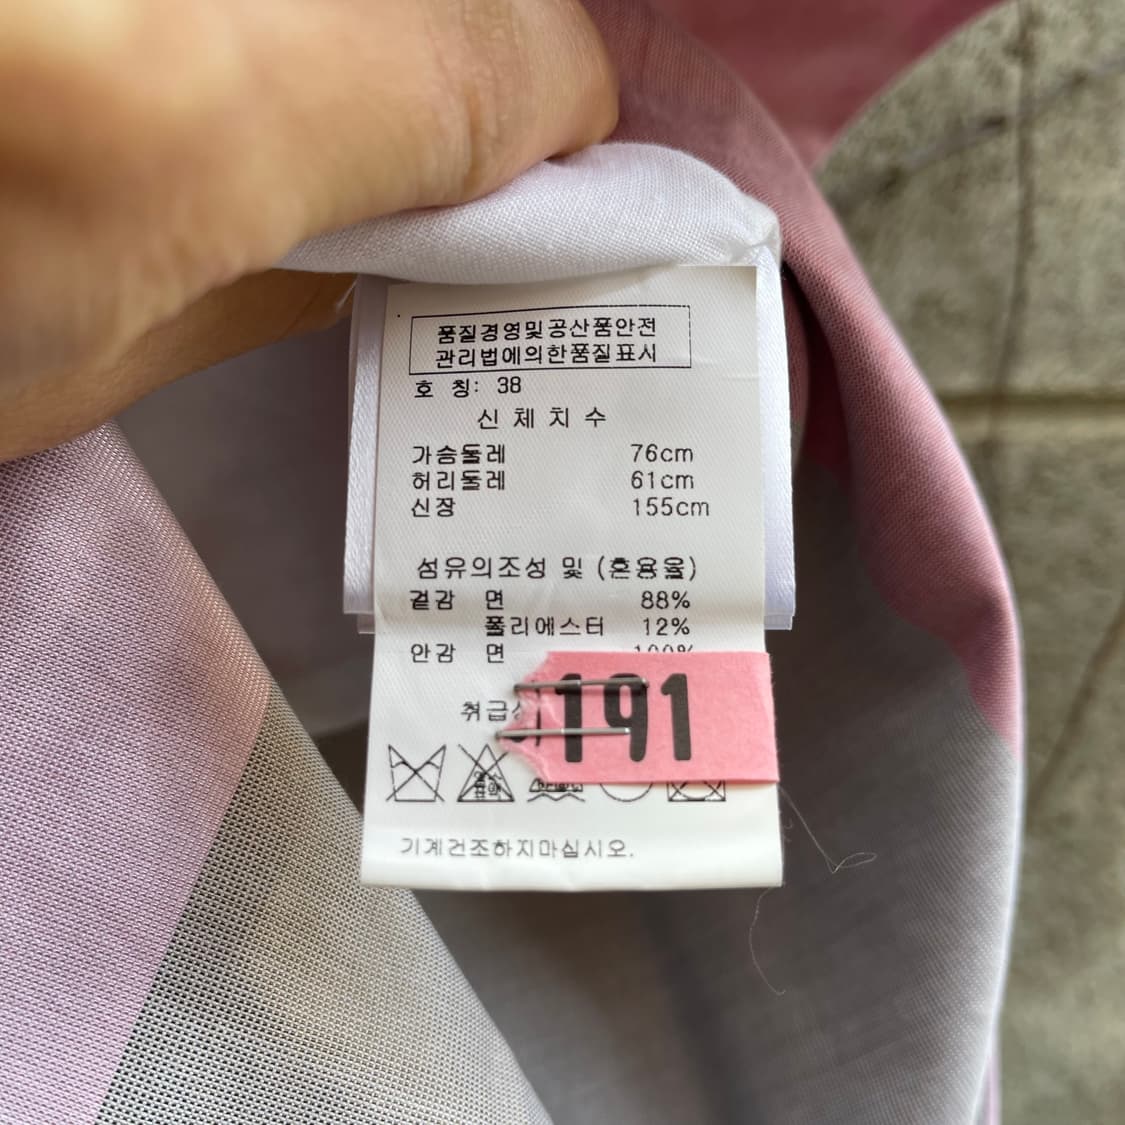 품질경영및공산품안전
관리법에의한품질표시
호 칭: 38
신 체 치 수
가슴둘레 76cm
허리둘레 61cm
신장 155cm
섬유의조성 및 (혼용율)
겉감 면 88%
폴리에스터 12%
안감 면 100%
191
기계건조하지마십시오.